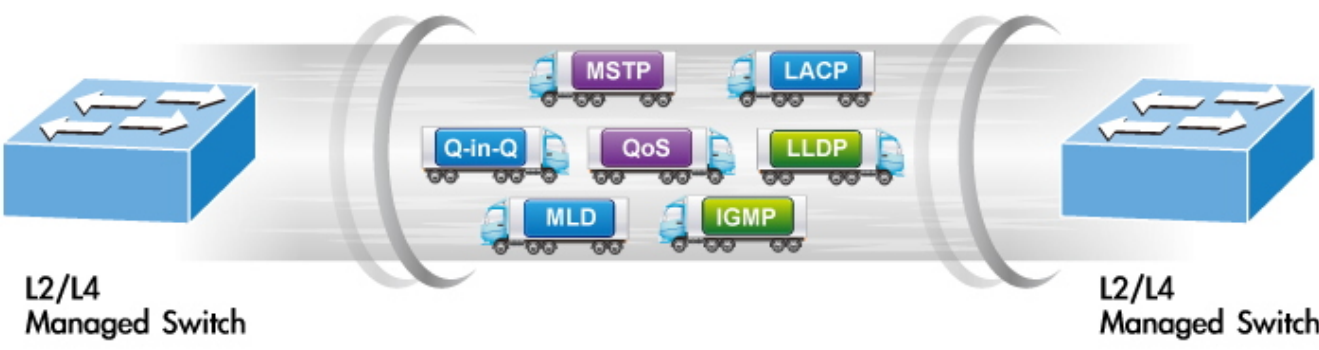 MSTP
LACP
Q-in-Q
QoS
LLDP
MLD
IGMP
L2/L4
Managed Switch
L2/L4
Managed Switch